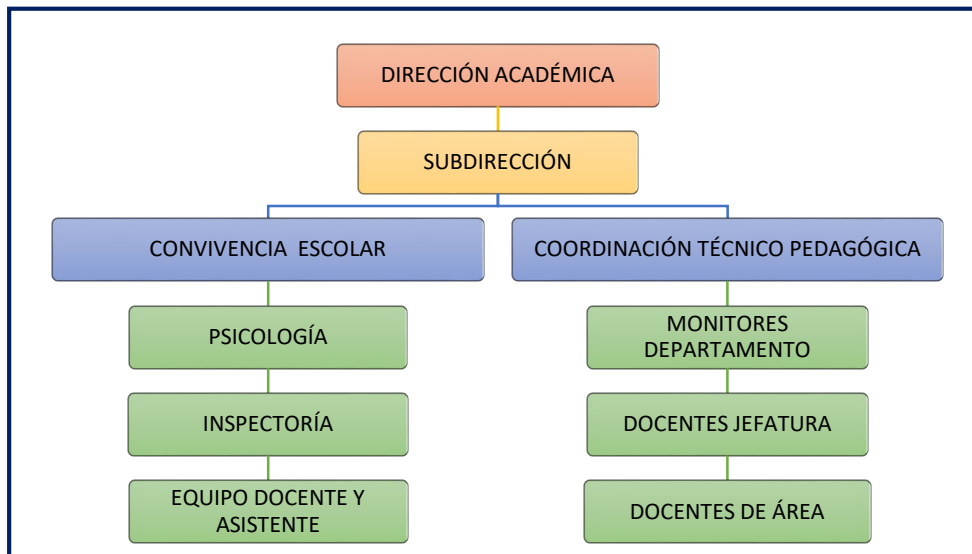 DIRECCIÓN ACADÉMICA
SUBDIRECCIÓN
CONVIVENCIA ESCOLAR
COORDINACIÓN TÉCNICO PEDAGÓGICA
PSICOLOGÍA
MONITORES
DEPARTAMENTO
INSPECTORÍA
DOCENTES JEFATURA
EQUIPO DOCENTE Y
ASISTENTE
DOCENTES DE ÁREA